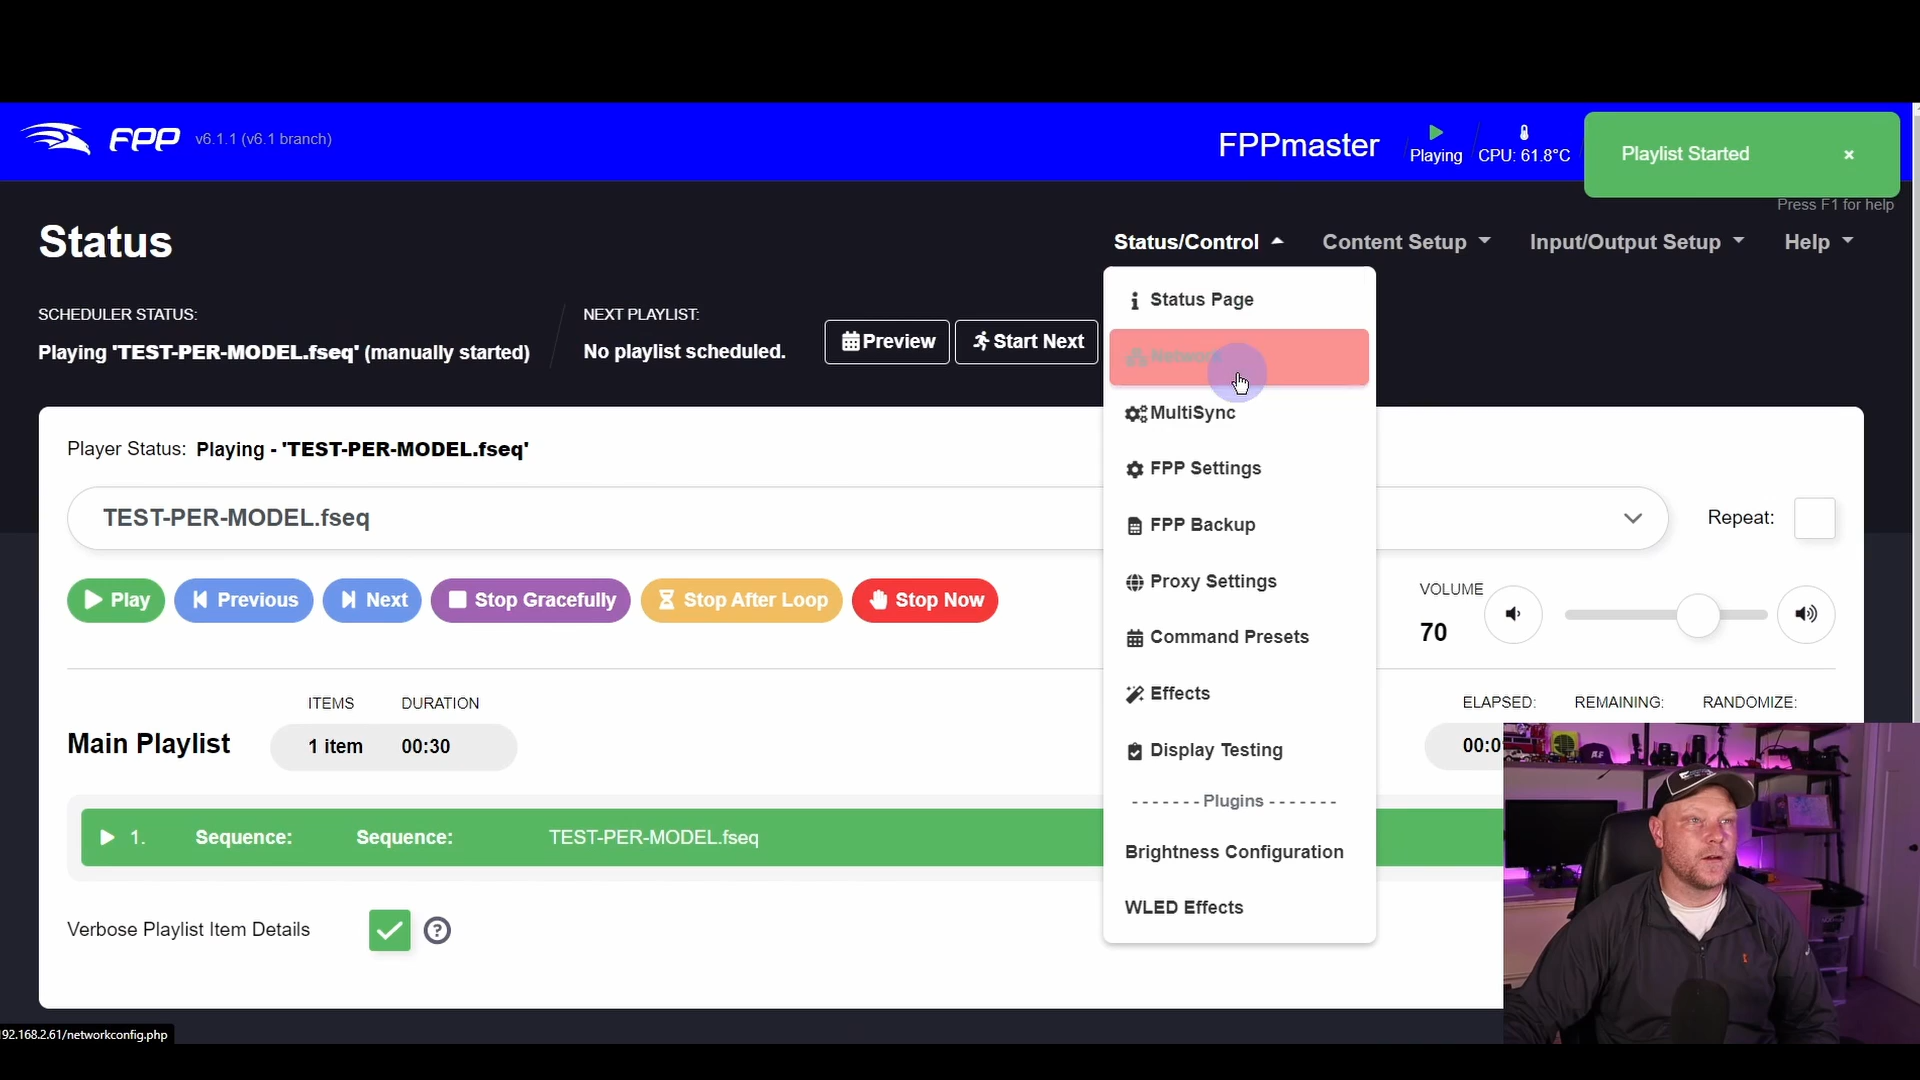 FPP v6.1.1 (v6.1 branch)
FPPmaster
Playing
CPU: 61.8°C
Playlist Started ×
Press F1 for help
Status
Status/Control
Content Setup
Input/Output Setup
Help
SCHEDULER STATUS:
Playing 'TEST-PER-MODEL.fseq' (manually started)
NEXT PLAYLIST:
No playlist scheduled.
Preview
Start Next
Status Page
Network
MultiSync
FPP Settings
FPP Backup
Proxy Settings
Command Presets
Effects
Display Testing
------- Plugins -------
Brightness Configuration
WLED Effects
Player Status: Playing - 'TEST-PER-MODEL.fseq'
TEST-PER-MODEL.fseq
Repeat:
Play
Previous
Next
Stop Gracefully
Stop After Loop
Stop Now
VOLUME
70
Main Playlist
ITEMS
DURATION
1 item
00:30
ELAPSED:
REMAINING:
RANDOMIZE:
00:0
1. Sequence: Sequence: TEST-PER-MODEL.fseq
Verbose Playlist Item Details
192.168.2.61/networkconfig.php